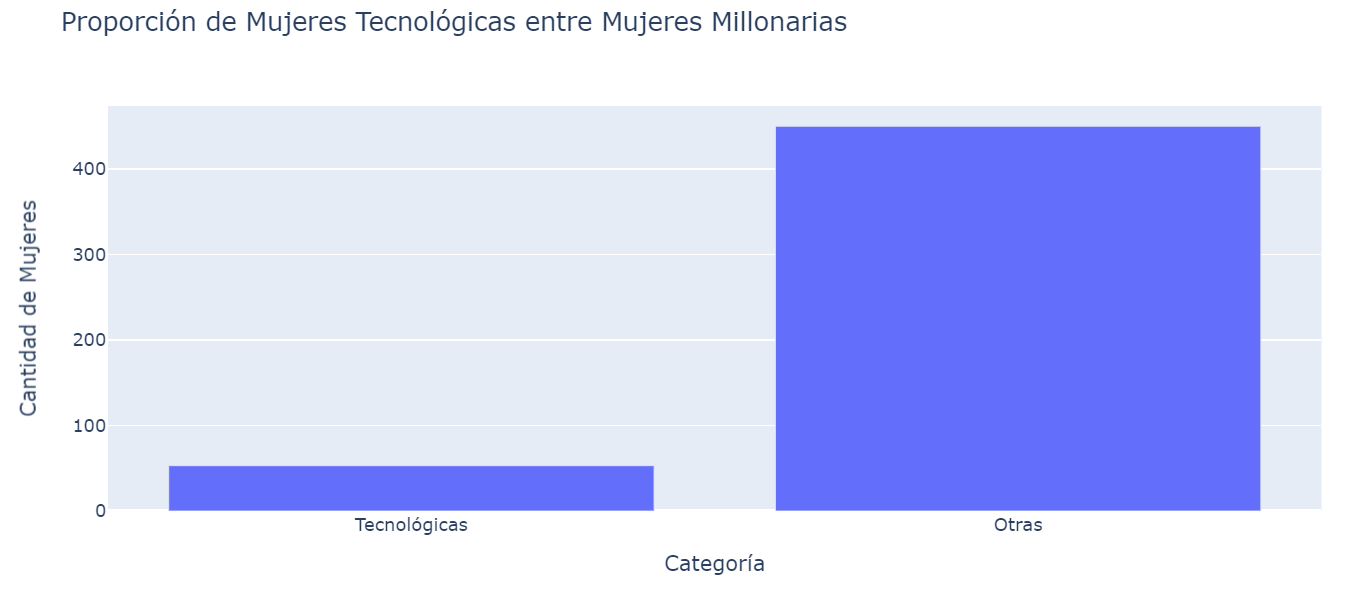 Proporción de Mujeres Tecnológicas entre Mujeres Millonarias
Cantidad de Mujeres
400
300
200
100
0
Tecnológicas
Otras
Categoría